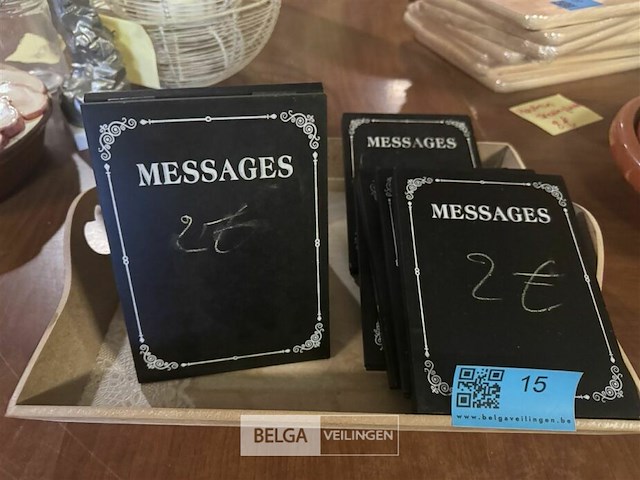 MESSAGES
2€
MESSAGES
MESSAGES
2 €
15
www.belgaveilingen.be
BELGA VEILINGEN